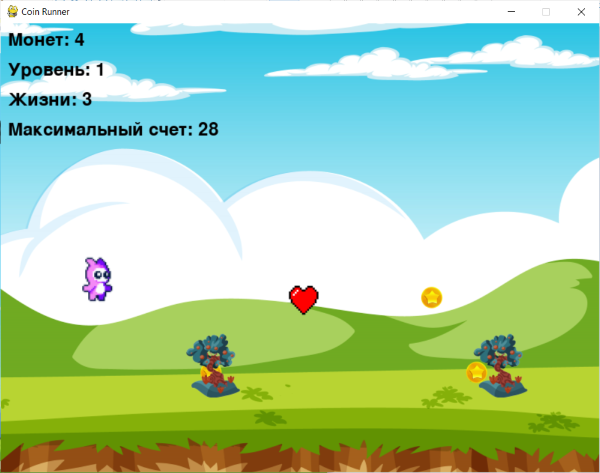 Coin Runner
Монет: 4
Уровень: 1
Жизни: 3
Максимальный счет: 28